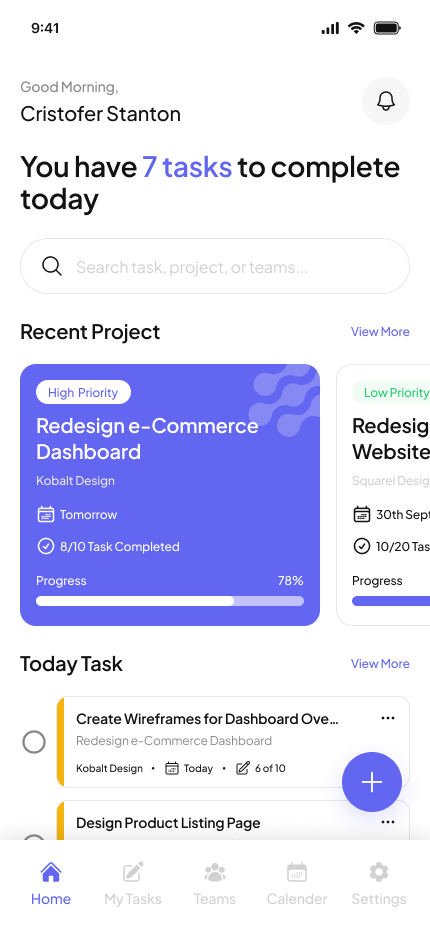 9:41
Good Morning,
Cristofer Stanton
You have 7 tasks to complete
today
Search task, project, or teams...
Recent Project
View More
High Priority
Redesign e-Commerce
Dashboard
Kobalt Design
Tomorrow
8/10 Task Completed
Progress
78%
Low Priority
Redesig
Website
Squarel Desig
30th Sept
10/20 Tas
Progress
Today Task
View More
Create Wireframes for Dashboard Ove...
Redesign e-Commerce Dashboard
Kobalt Design • Today • 6 of 10
Design Product Listing Page
Home
My Tasks
Teams
Calender
Settings